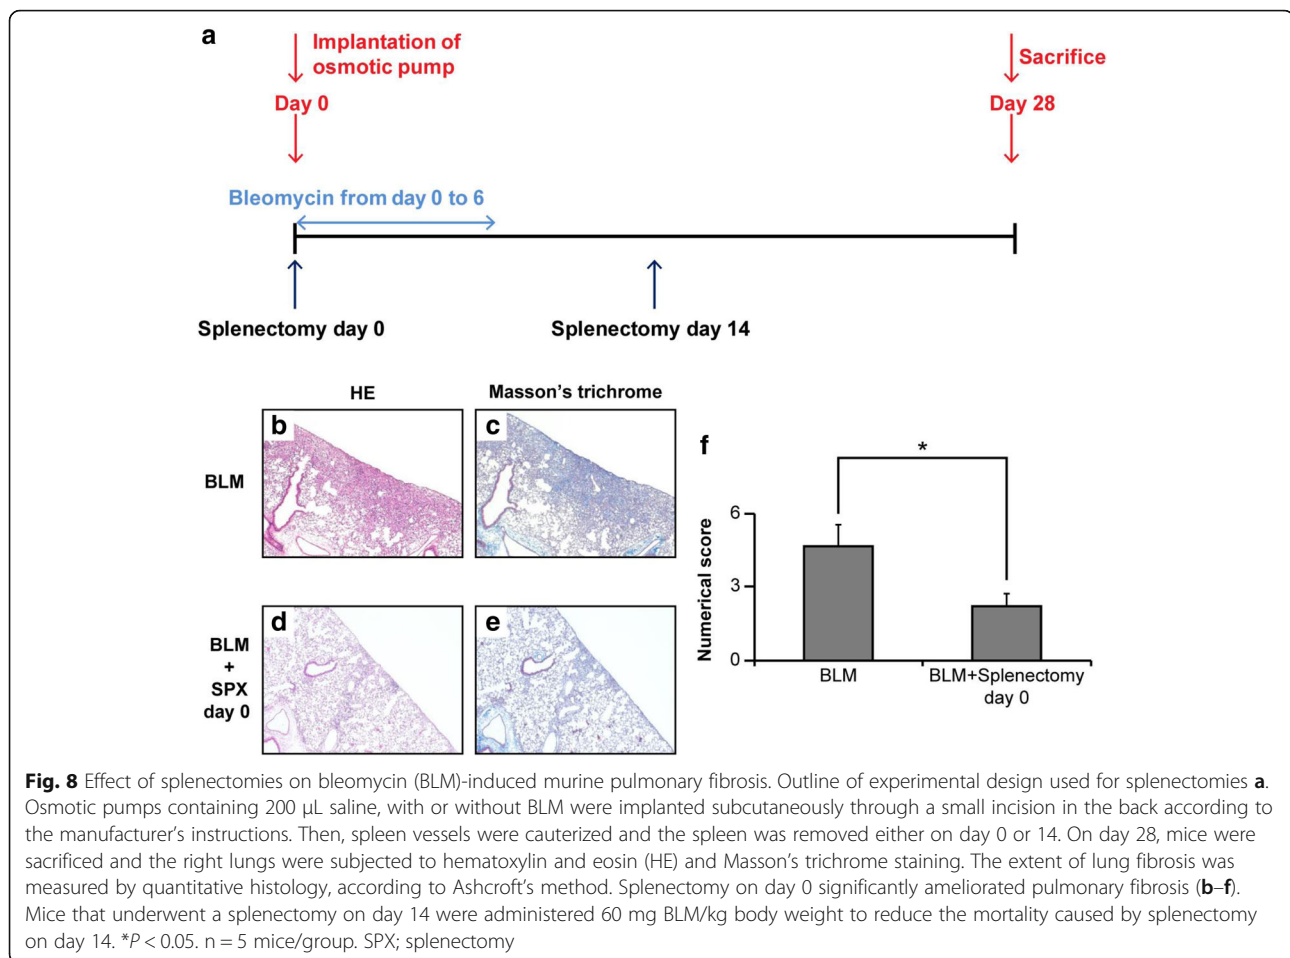 a
Implantation of
osmotic pump
Sacrifice
Day 0
Day 28
Bleomycin from day 0 to 6
Splenectomy day 0
Splenectomy day 14
HE
Masson's trichrome
b
c
BLM
d
e
BLM
+
SPX
day 0
f
*
Numerical score
6
3
0
BLM
BLM+Splenectomy
day 0
Fig. 8 Effect of splenectomies on bleomycin (BLM)-induced murine pulmonary fibrosis. Outline of experimental design used for splenectomies a.
Osmotic pumps containing 200 μL saline, with or without BLM were implanted subcutaneously through a small incision in the back according to
the manufacturer's instructions. Then, spleen vessels were cauterized and the spleen was removed either on day 0 or 14. On day 28, mice were
sacrificed and the right lungs were subjected to hematoxylin and eosin (HE) and Masson's trichrome staining. The extent of lung fibrosis was
measured by quantitative histology, according to Ashcroft's method. Splenectomy on day 0 significantly ameliorated pulmonary fibrosis (b–f).
Mice that underwent a splenectomy on day 14 were administered 60 mg BLM/kg body weight to reduce the mortality caused by splenectomy
on day 14. *P < 0.05. n = 5 mice/group. SPX; splenectomy